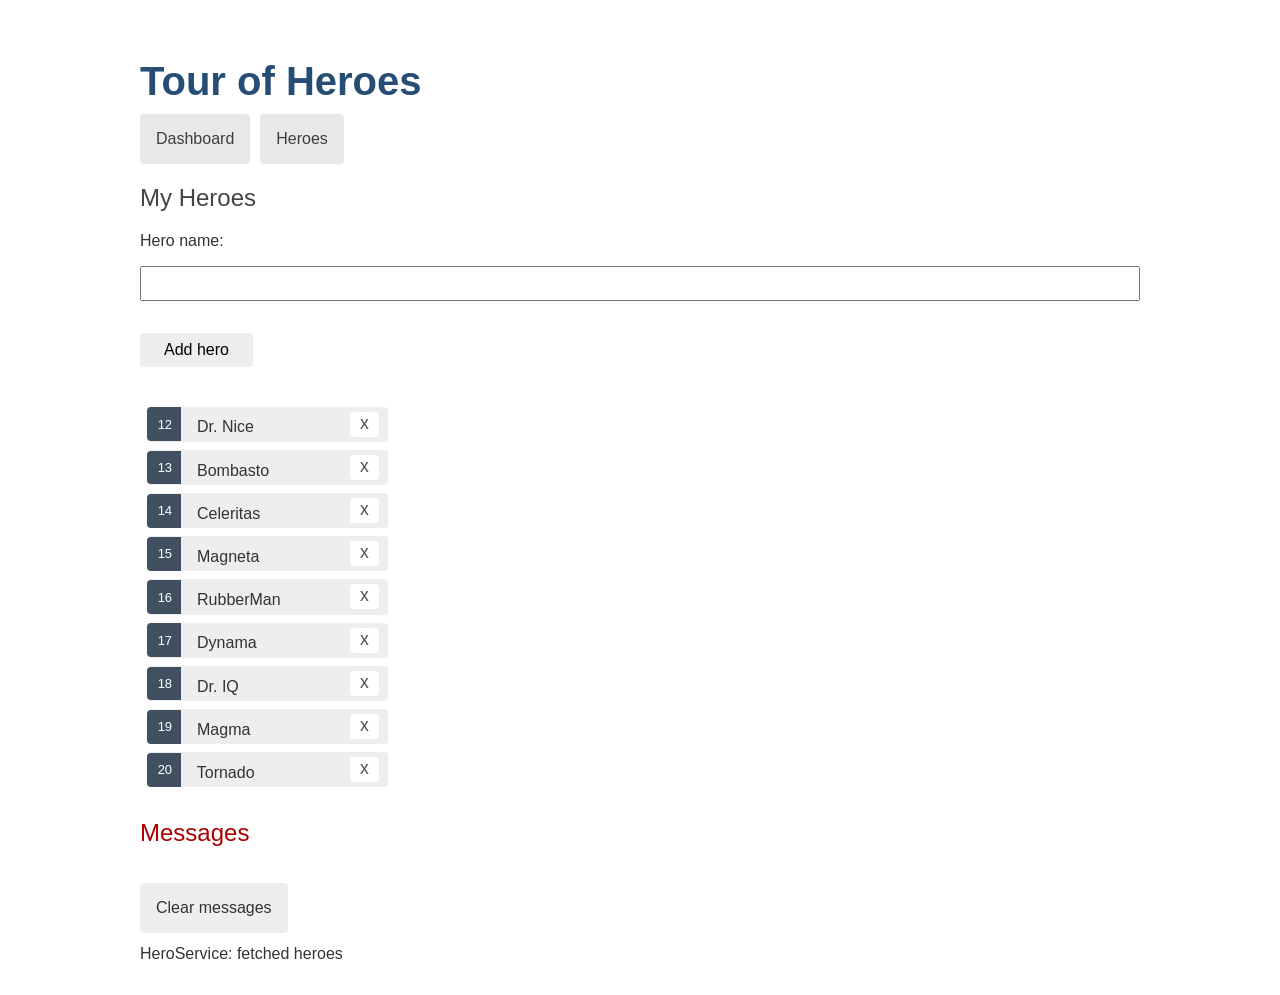 Tour of Heroes
Dashboard Heroes
My Heroes
Hero name:
Add hero
12 Dr. Nice x
13 Bombasto x
14 Celeritas x
15 Magneta x
16 RubberMan x
17 Dynama x
18 Dr. IQ x
19 Magma x
20 Tornado x
Messages
Clear messages
HeroService: fetched heroes